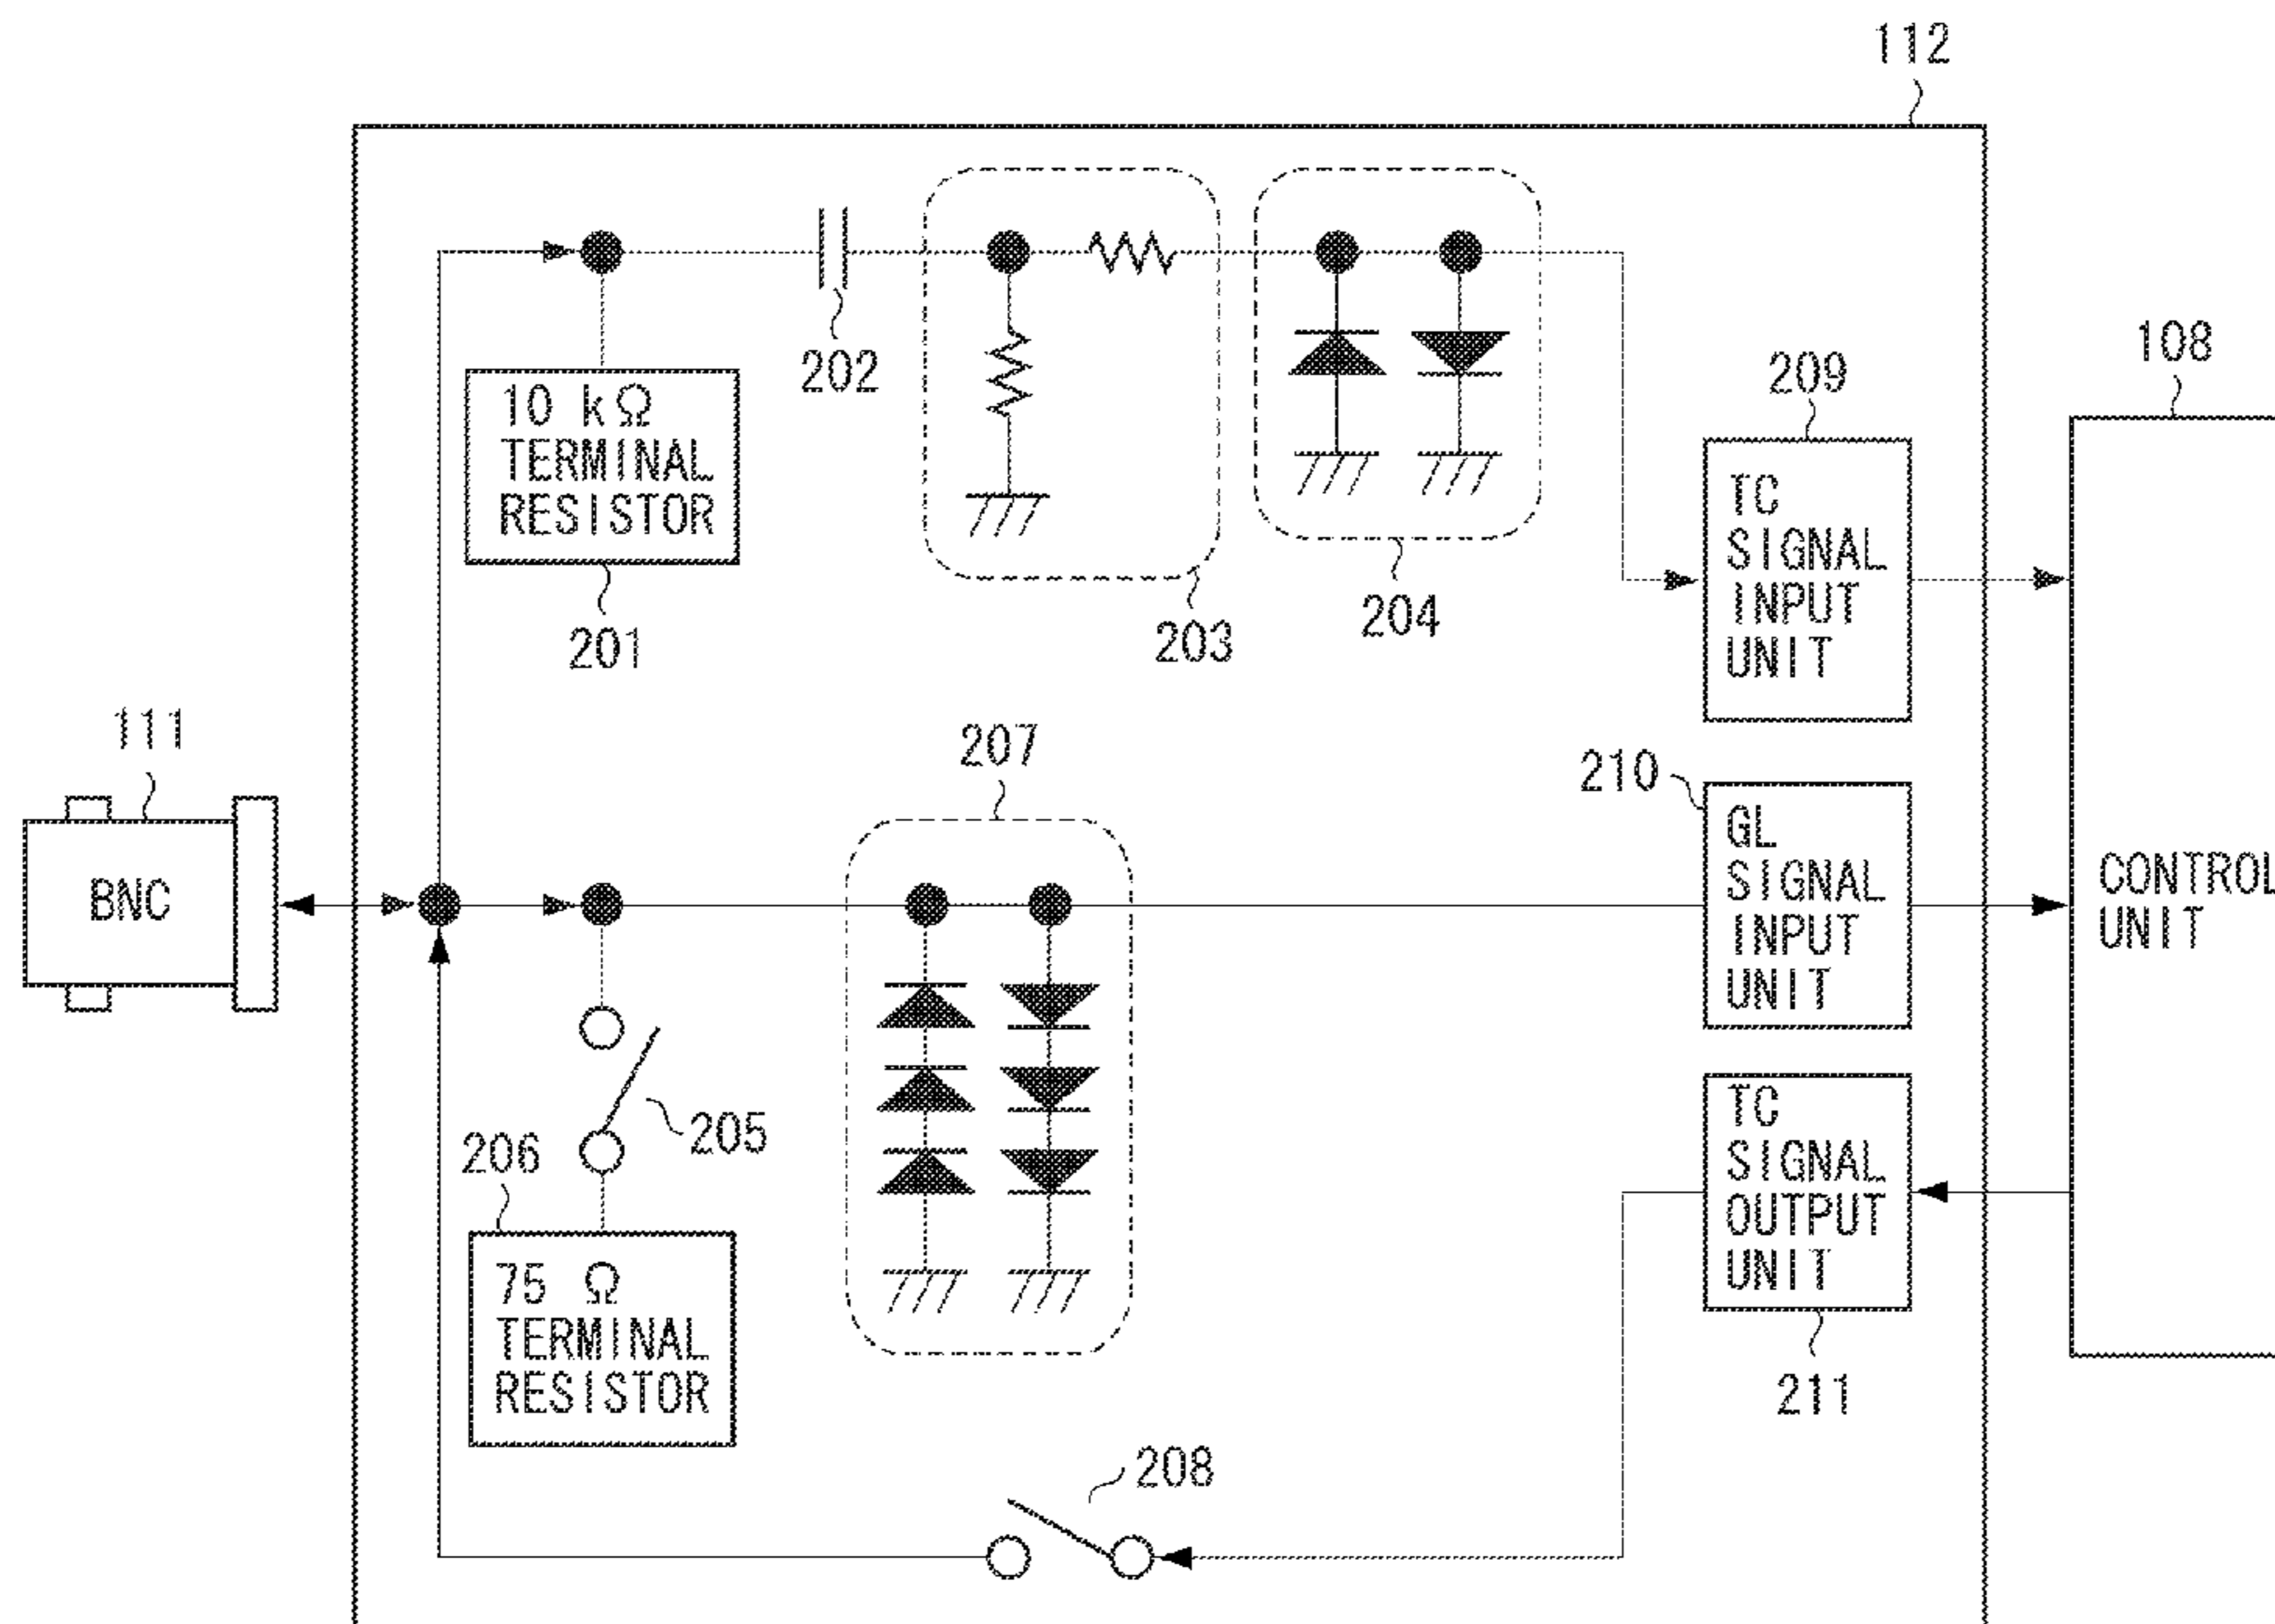 112
10 kΩ
TERMINAL
RESISTOR
201
202
203
204
209
TC
SIGNAL
INPUT
UNIT
108
CONTROL
UNIT
111
BNC
207
210
GL
SIGNAL
INPUT
UNIT
205
206
75 Ω
TERMINAL
RESISTOR
TC
SIGNAL
OUTPUT
UNIT
211
208